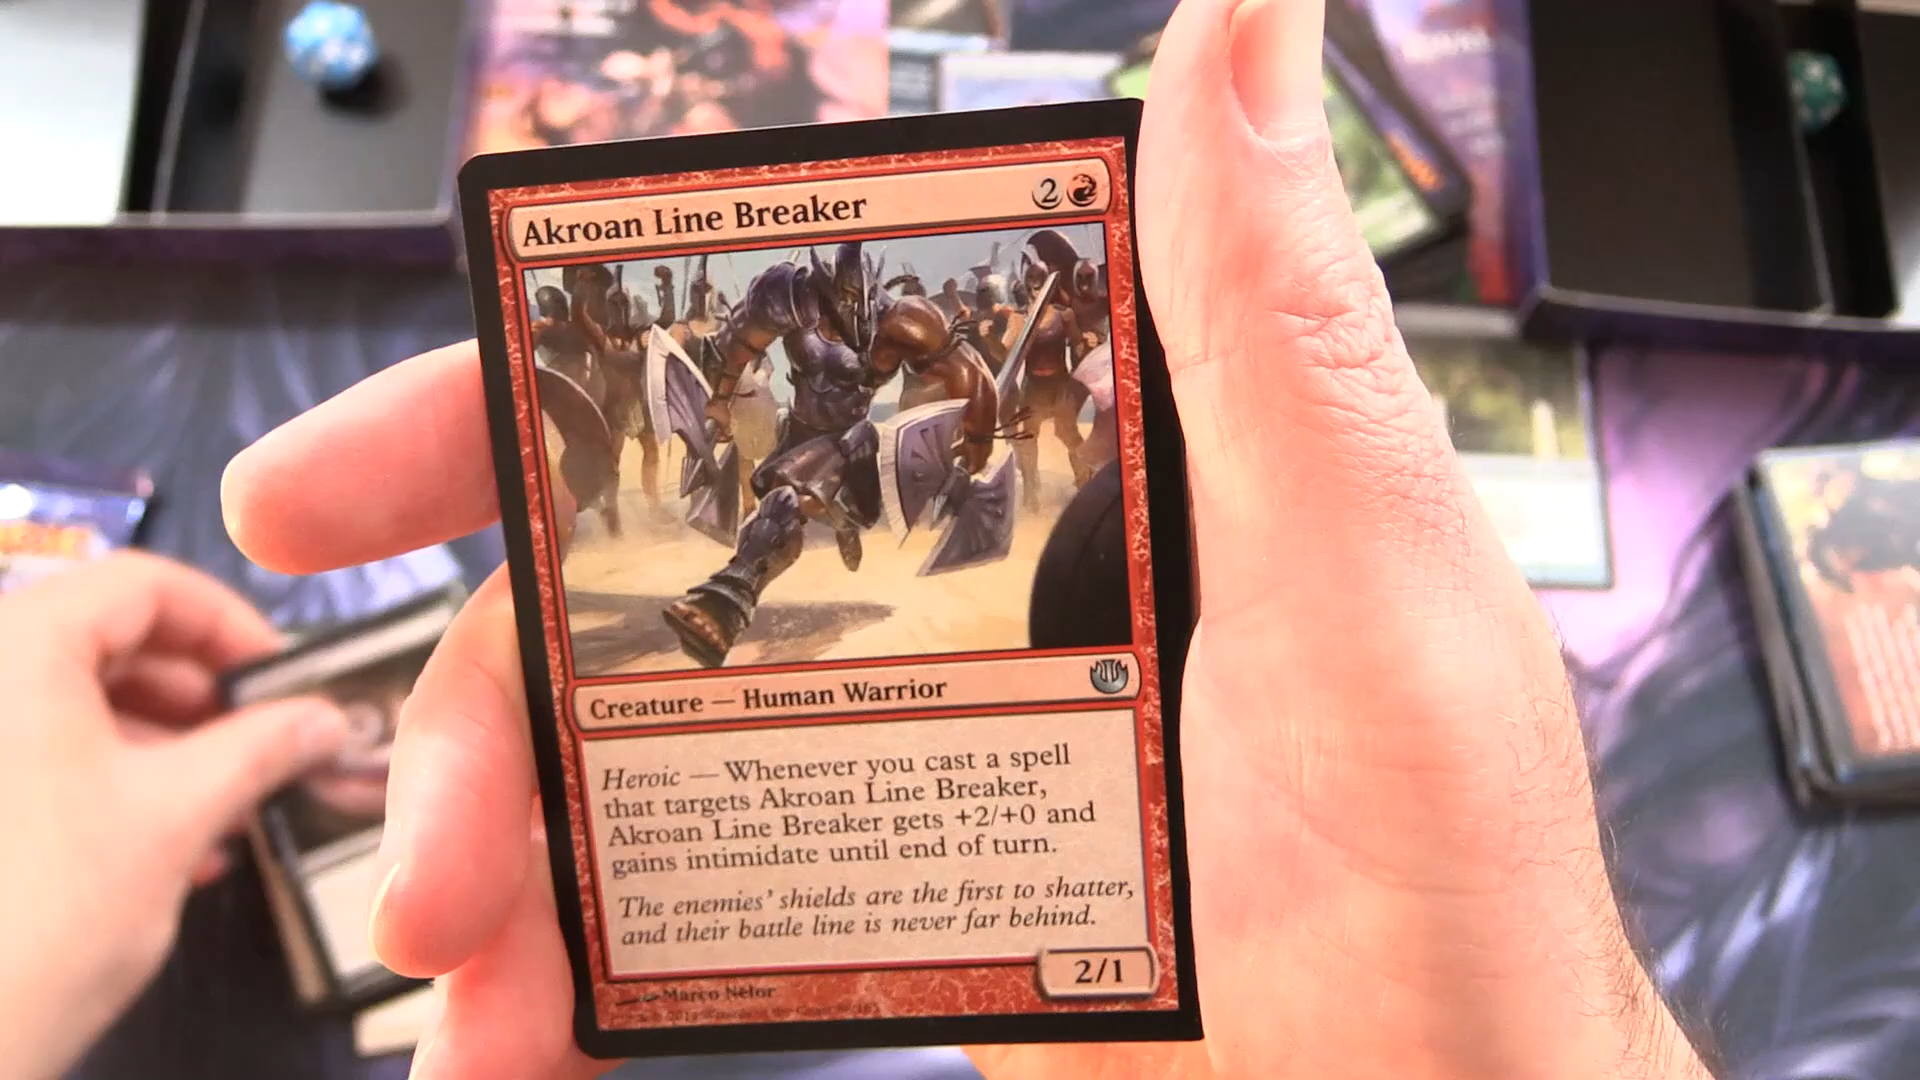 Akroan Line Breaker 2
Creature — Human Warrior
Heroic — Whenever you cast a spell
that targets Akroan Line Breaker,
Akroan Line Breaker gets +2/+0 and
gains intimidate until end of turn.
The enemies' shields are the first to shatter,
and their battle line is never far behind.
2/1
Marco Nelor